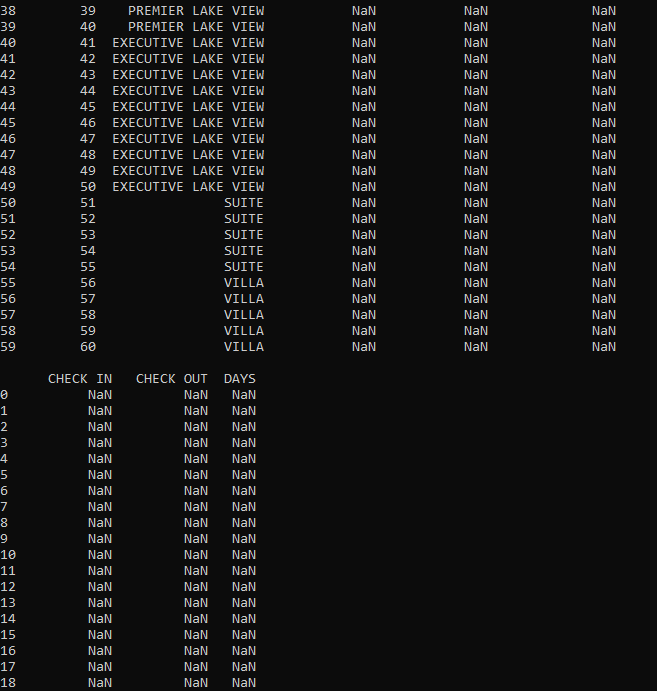 38 39 PREMIER LAKE VIEW NaN NaN NaN
39 40 PREMIER LAKE VIEW NaN NaN NaN
40 41 EXECUTIVE LAKE VIEW NaN NaN NaN
41 42 EXECUTIVE LAKE VIEW NaN NaN NaN
42 43 EXECUTIVE LAKE VIEW NaN NaN NaN
43 44 EXECUTIVE LAKE VIEW NaN NaN NaN
44 45 EXECUTIVE LAKE VIEW NaN NaN NaN
45 46 EXECUTIVE LAKE VIEW NaN NaN NaN
46 47 EXECUTIVE LAKE VIEW NaN NaN NaN
47 48 EXECUTIVE LAKE VIEW NaN NaN NaN
48 49 EXECUTIVE LAKE VIEW NaN NaN NaN
49 50 EXECUTIVE LAKE VIEW NaN NaN NaN
50 51 SUITE NaN NaN NaN
51 52 SUITE NaN NaN NaN
52 53 SUITE NaN NaN NaN
53 54 SUITE NaN NaN NaN
54 55 SUITE NaN NaN NaN
55 56 VILLA NaN NaN NaN
56 57 VILLA NaN NaN NaN
57 58 VILLA NaN NaN NaN
58 59 VILLA NaN NaN NaN
59 60 VILLA NaN NaN NaN
CHECK IN CHECK OUT DAYS
0 NaN NaN NaN
1 NaN NaN NaN
2 NaN NaN NaN
3 NaN NaN NaN
4 NaN NaN NaN
5 NaN NaN NaN
6 NaN NaN NaN
7 NaN NaN NaN
8 NaN NaN NaN
9 NaN NaN NaN
10 NaN NaN NaN
11 NaN NaN NaN
12 NaN NaN NaN
13 NaN NaN NaN
14 NaN NaN NaN
15 NaN NaN NaN
16 NaN NaN NaN
17 NaN NaN NaN
18 NaN NaN NaN